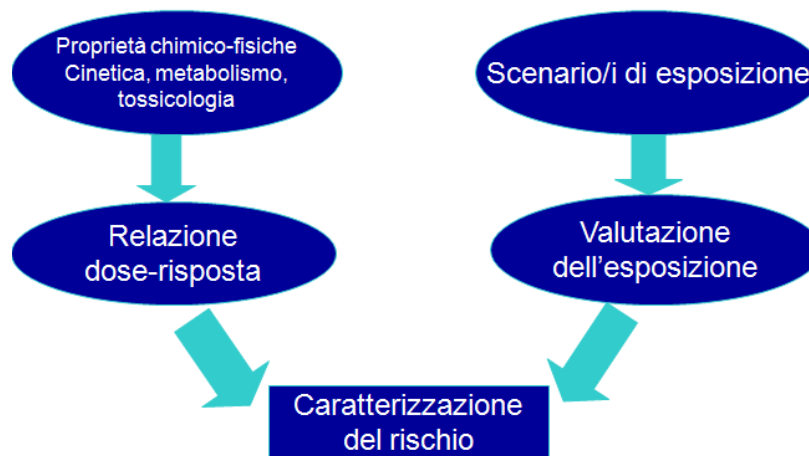 Proprietà chimico-fisiche
Cinetica, metabolismo,
tossicologia
Scenario/i di esposizione
Relazione
dose-risposta
Valutazione
dell'esposizione
Caratterizzazione
del rischio